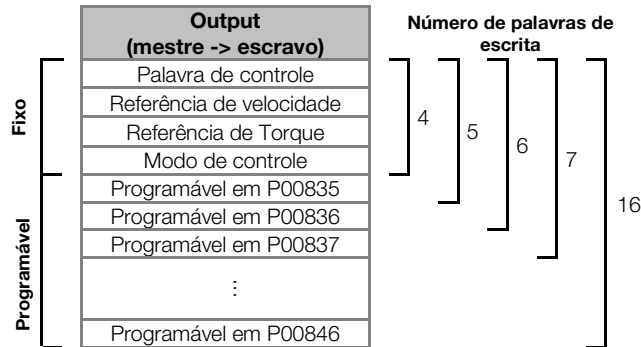 Output
(mestre -> escravo)
Número de palavras de
escrita
Fixo
Palavra de controle
Referência de velocidade
Referência de Torque
Modo de controle
4
5
6
7
16
Programável
Programável em P00835
Programável em P00836
Programável em P00837
⋮
Programável em P00846